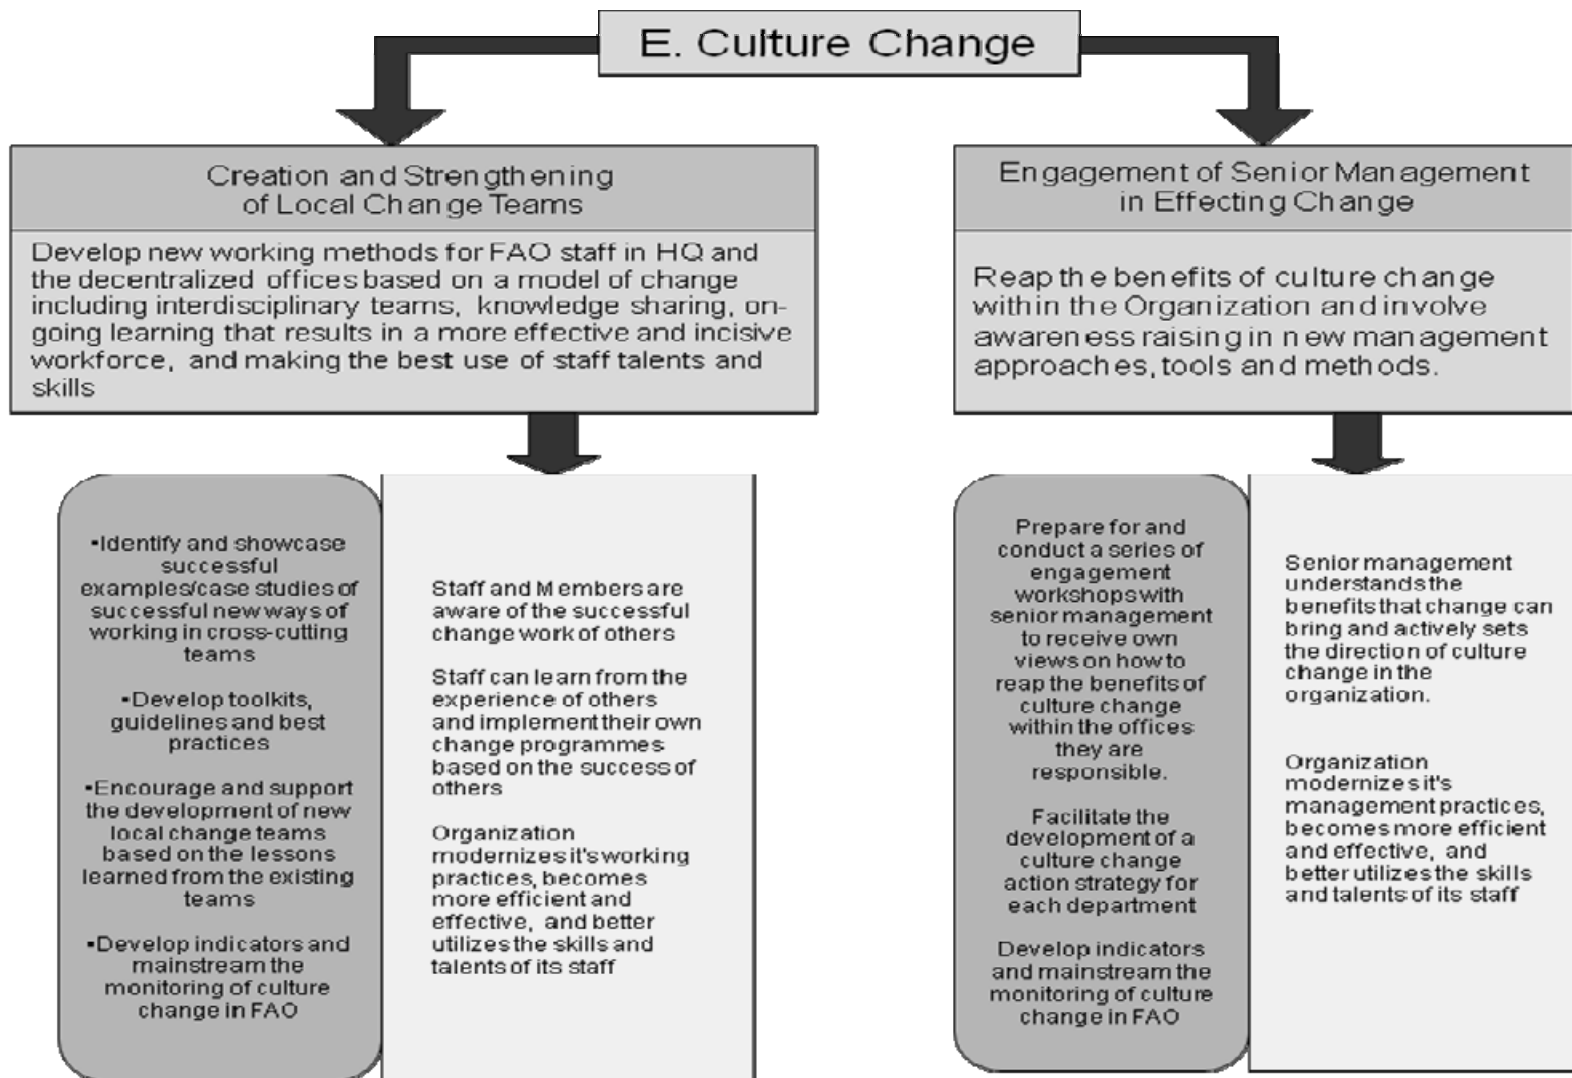 E. Culture Change
Creation and Strengthening
of Local Change Teams
Develop new working methods for FAO staff in HQ and
the decentralized offices based on a model of change
including interdisciplinary teams, knowledge sharing, on-
going learning that results in a more effective and incisive
workforce, and making the best use of staff talents and
skills
▪Identify and showcase
successful
examples/case studies of
successful new ways of
working in cross-cutting
teams
▪Develop toolkits,
guidelines and best
practices
▪Encourage and support
the development of new
local change teams
based on the lessons
learned from the existing
teams
▪Develop indicators and
mainstream the
monitoring of culture
change in FAO
Staff and Members are
aware of the successful
change work of others
Staff can learn from the
experience of others
and implement their own
change programmes
based on the success of
others
Organization
modernizes it's working
practices, becomes
more efficient and
effective, and better
utilizes the skills and
talents of its staff
Engagement of Senior Management
in Effecting Change
Reap the benefits of culture change
within the Organization and involve
awareness raising in new management
approaches, tools and methods.
Prepare for and
conduct a series of
engagement
workshops with
senior management
to receive own
views on how to
reap the benefits of
culture change
within the offices
they are
responsible.
Facilitate the
development of a
culture change
action strategy for
each department
Develop indicators
and mainstream the
monitoring of culture
change in FAO
Senior management
understands the
benefits that change can
bring and actively sets
the direction of culture
change in the
organization.
Organization
modernizes it's
management practices,
becomes more efficient
and effective, and
better utilizes the skills
and talents of its staff